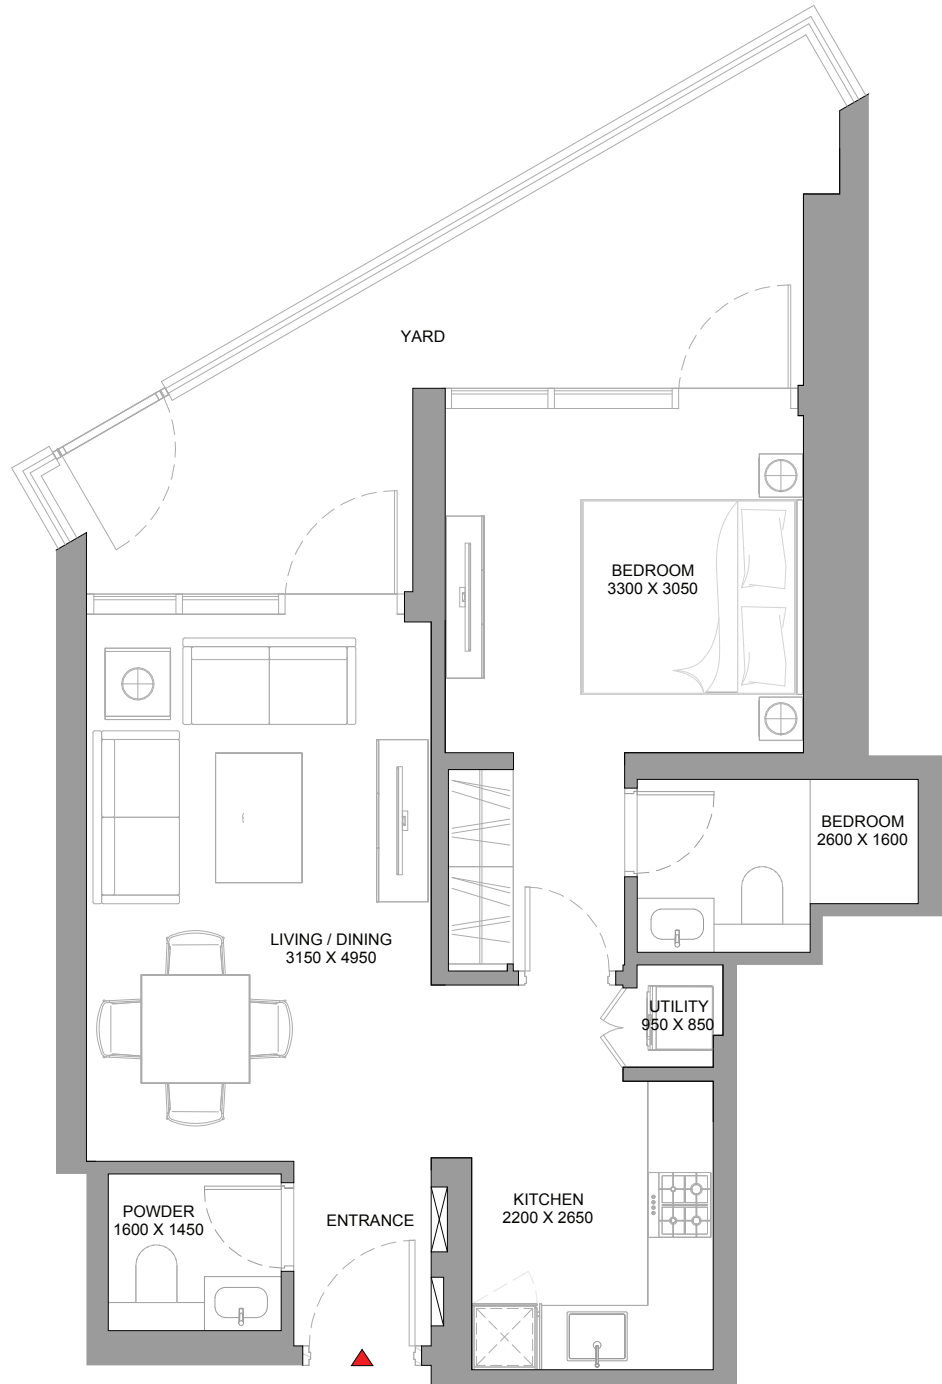 YARD
BEDROOM
3300 X 3050
BEDROOM
2600 X 1600
LIVING / DINING
3150 X 4950
UTILITY
950 X 850
POWDER
1600 X 1450
ENTRANCE
KITCHEN
2200 X 2650